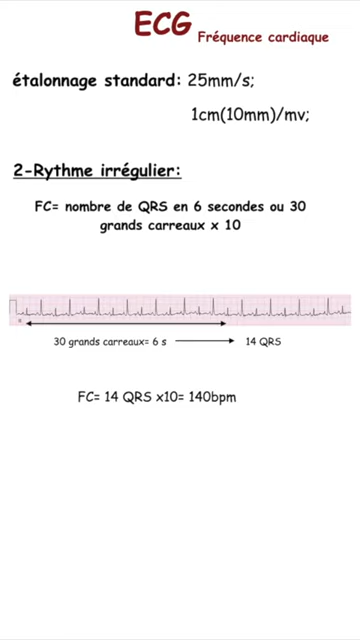 ECG Fréquence cardiaque
étalonnage standard: 25mm/s;
1cm(10mm)/mv;
2-Rythme irrégulier:
FC= nombre de QRS en 6 secondes ou 30
grands carreaux x 10
30 grands carreaux= 6 s 14 QRS
FC= 14 QRS x10= 140bpm